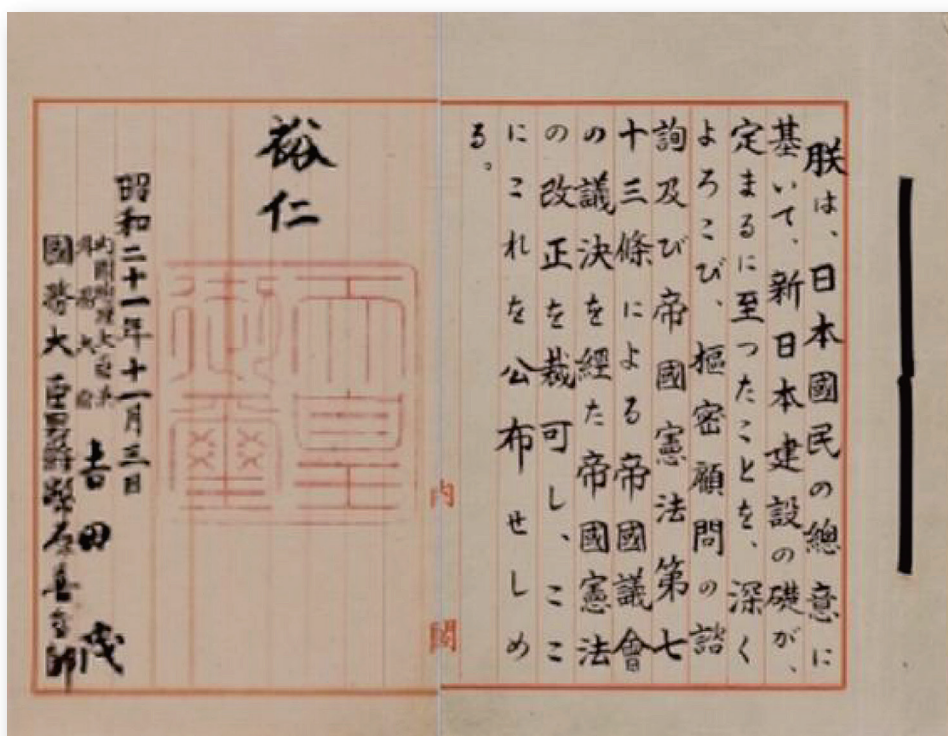 朕は、日本國民の總意に
基いて、新日本建設の礎が、
定まるに至つたことを、深く
よろこび、樞密顧問の諮
詢及び帝國憲法第七
十三條による帝國議會
の議決を經た帝國憲法
の改正を裁可し、ここ
にこれを公布せしめ
る。
裕仁
天皇
御璽
昭和二十一年十一月三日
内閣總理大臣兼
外務大臣
吉田茂
國務大臣男爵幣原喜重郎
内閣